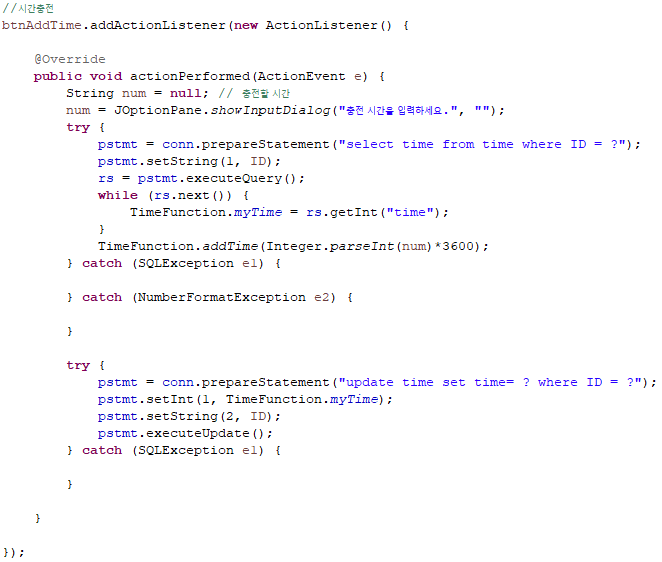 //시간충전
btnAddTime.addActionListener(new ActionListener() {
@Override
public void actionPerformed(ActionEvent e) {
String num = null; // 충전할 시간
num = JOptionPane.showInputDialog("충전 시간을 입력하세요.", "");
try {
pstmt = conn.prepareStatement("select time from time where ID = ?");
pstmt.setString(1, ID);
rs = pstmt.executeQuery();
while (rs.next()) {
TimeFunction.myTime = rs.getInt("time");
}
TimeFunction.addTime(Integer.parseInt(num)*3600);
} catch (SQLException e1) {
} catch (NumberFormatException e2) {
}
try {
pstmt = conn.prepareStatement("update time set time= ? where ID = ?");
pstmt.setInt(1, TimeFunction.myTime);
pstmt.setString(2, ID);
pstmt.executeUpdate();
} catch (SQLException e1) {
}
}
});